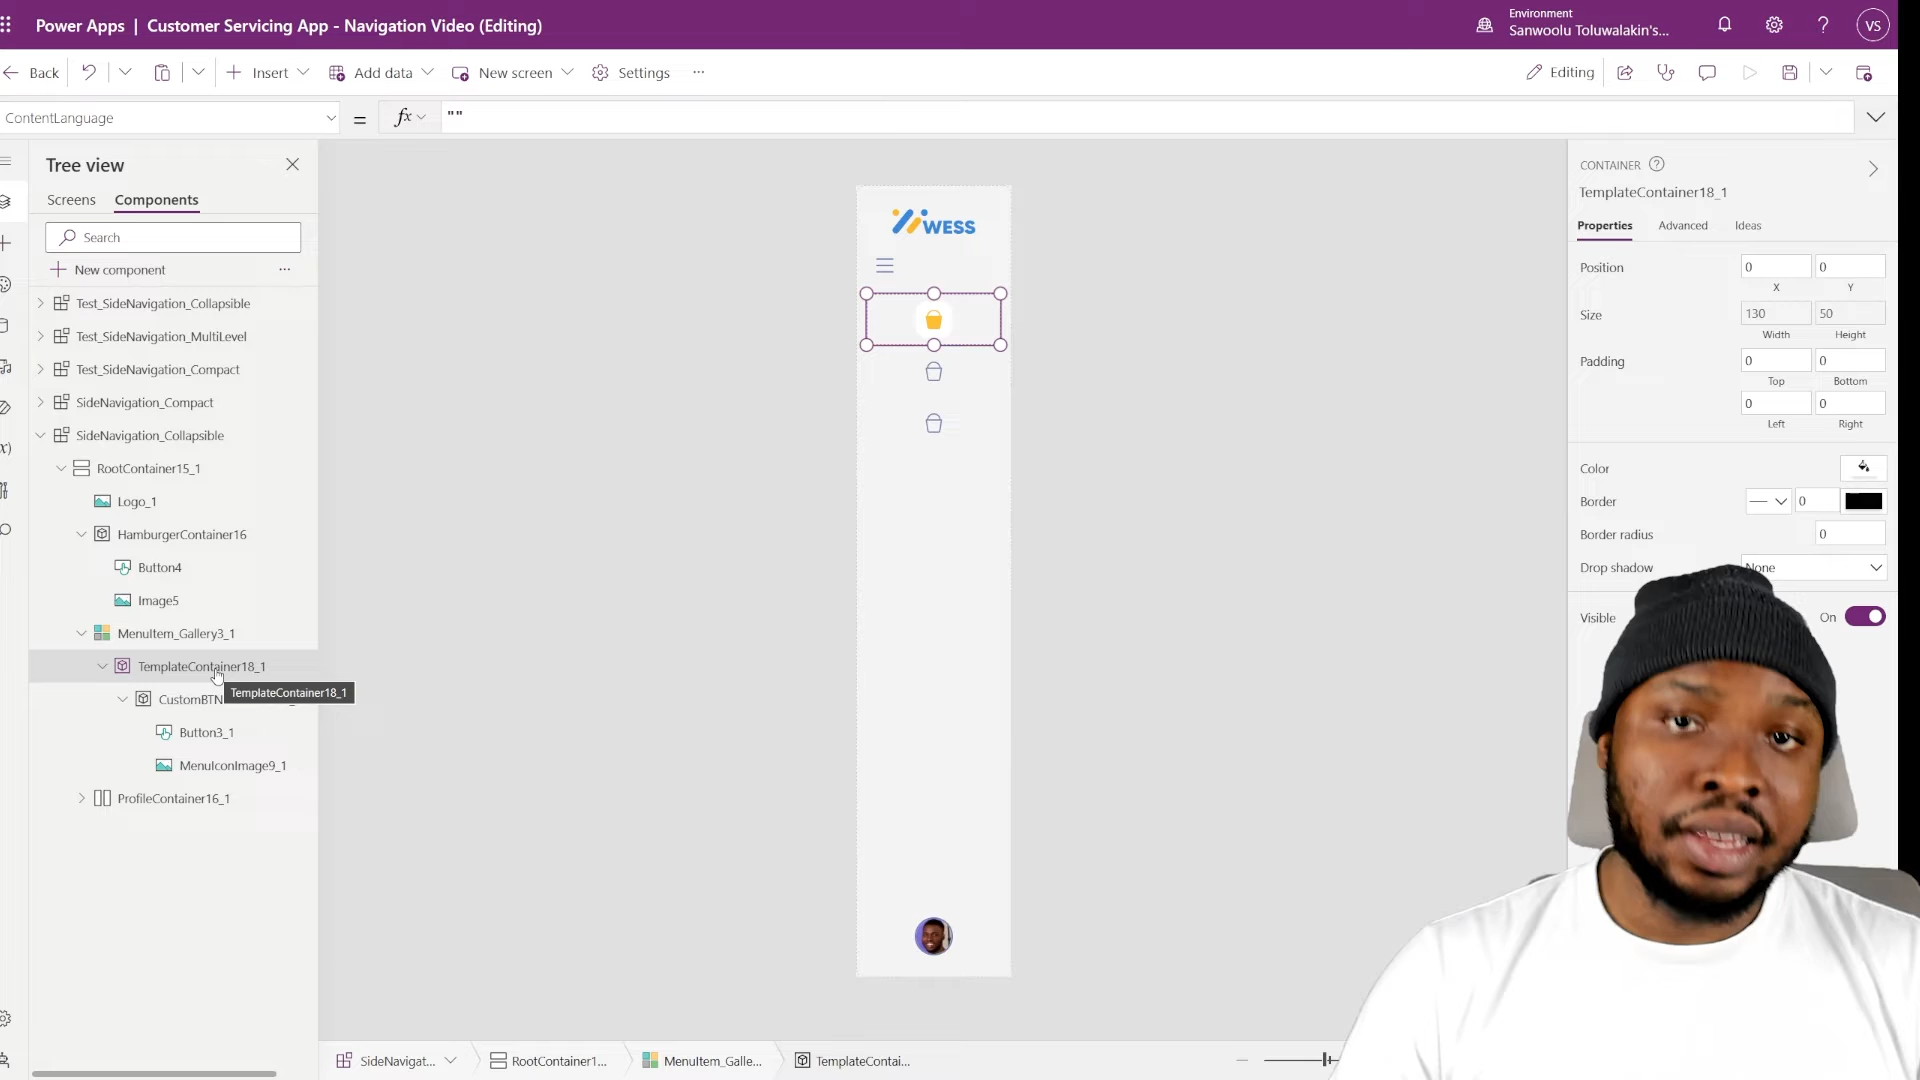 Power Apps | Customer Servicing App - Navigation Video (Editing)
Environment
Sanwoolu Toluwalakin's...
VS
Back
Insert
Add data
New screen
Settings
...
Editing
ContentLanguage
=
fx
""
Tree view
Screens
Components
Search
New component
...
Test_SideNavigation_Collapsible
Test_SideNavigation_MultiLevel
Test_SideNavigation_Compact
SideNavigation_Compact
SideNavigation_Collapsible
RootContainer15_1
Logo_1
HamburgerContainer16
Button4
Image5
MenuItem_Gallery3_1
TemplateContainer18_1
TemplateContainer18_1
CustomBTN
Button3_1
MenuIconImage9_1
ProfileContainer16_1
WESS
CONTAINER
TemplateContainer18_1
Properties
Advanced
Ideas
Position
0
0
X
Y
Size
130
50
Width
Height
Padding
0
0
Top
Bottom
0
0
Left
Right
Color
Border
0
Border radius
0
Drop shadow
None
Visible
On
SideNavigat...
RootContainer1...
MenuItem_Galle...
TemplateContai...